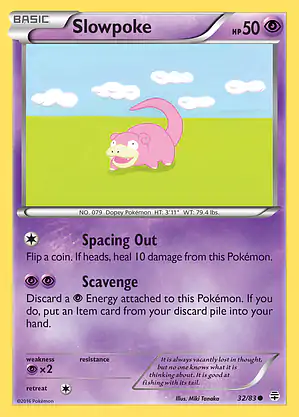 BASIC
Slowpoke
HP50
NO. 079 Dopey Pokémon HT: 3'11" WT: 79.4 lbs.
Spacing Out
Flip a coin. If heads, heal 10 damage from this Pokémon.
Scavenge
Discard a Energy attached to this Pokémon. If you
do, put an Item card from your discard pile into your
hand.
weakness
resistance
×2
retreat
It is always vacantly lost in thought,
but no one knows what it is
thinking about. It is good at
fishing with its tail.
Illus. Miki Tanaka
32/83
©2016 Pokémon